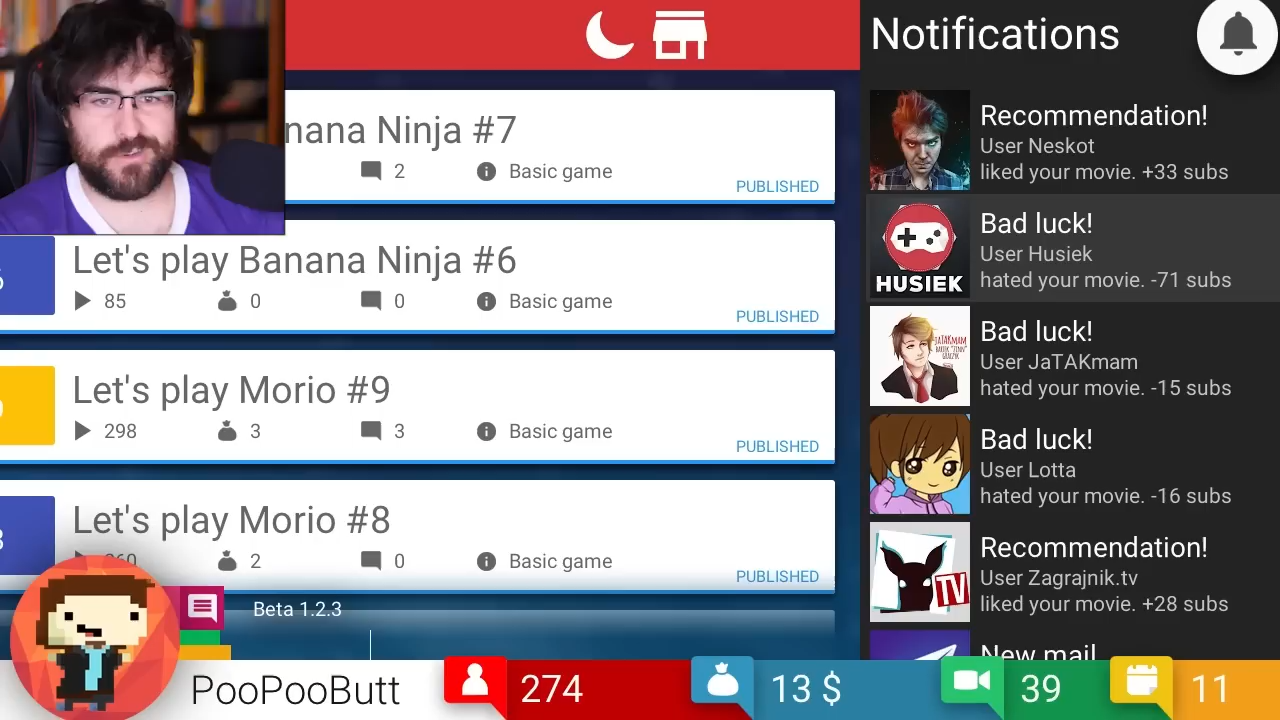 Notifications
nana Ninja #7
2
Basic game
PUBLISHED
Let's play Banana Ninja #6
85
0
0
Basic game
PUBLISHED
Let's play Morio #9
298
3
3
Basic game
PUBLISHED
Let's play Morio #8
260
2
0
Basic game
PUBLISHED
Beta 1.2.3
Recommendation!
User Neskot
liked your movie. +33 subs
HUSIEK
Bad luck!
User Husiek
hated your movie. -71 subs
JaTAKmam
Bad luck!
User JaTAKmam
hated your movie. -15 subs
Bad luck!
User Lotta
hated your movie. -16 subs
TV
Recommendation!
User Zagrajnik.tv
liked your movie. +28 subs
New mail
PooPooButt
274
13 $
39
11